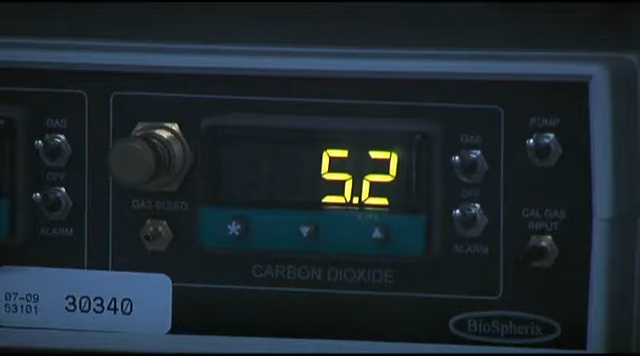 GAS
OFF
ALARM
GAS BLEED
5.2
*
CARBON DIOXIDE
GAS
OFF
ALARM
PUMP
CAL GAS
INPUT
07-09
53101
30340
BioSpherix